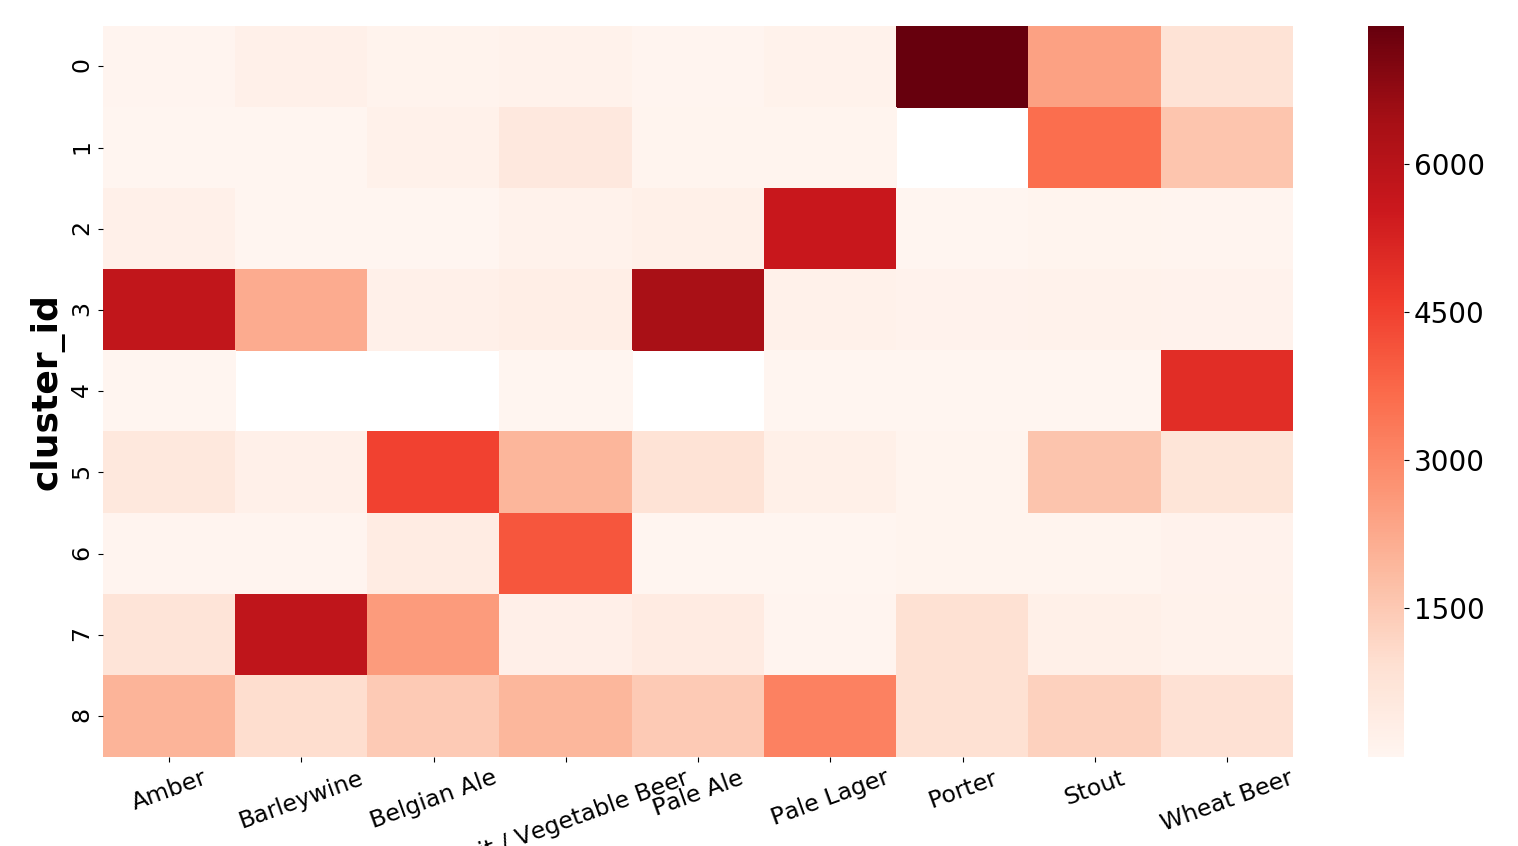 cluster_id
0
1
2
3
4
5
6
7
8
Amber
Barleywine
Belgian Ale
/ Vegetable Beer
Pale Ale
Pale Lager
Porter
Stout
Wheat Beer
6000
4500
3000
1500